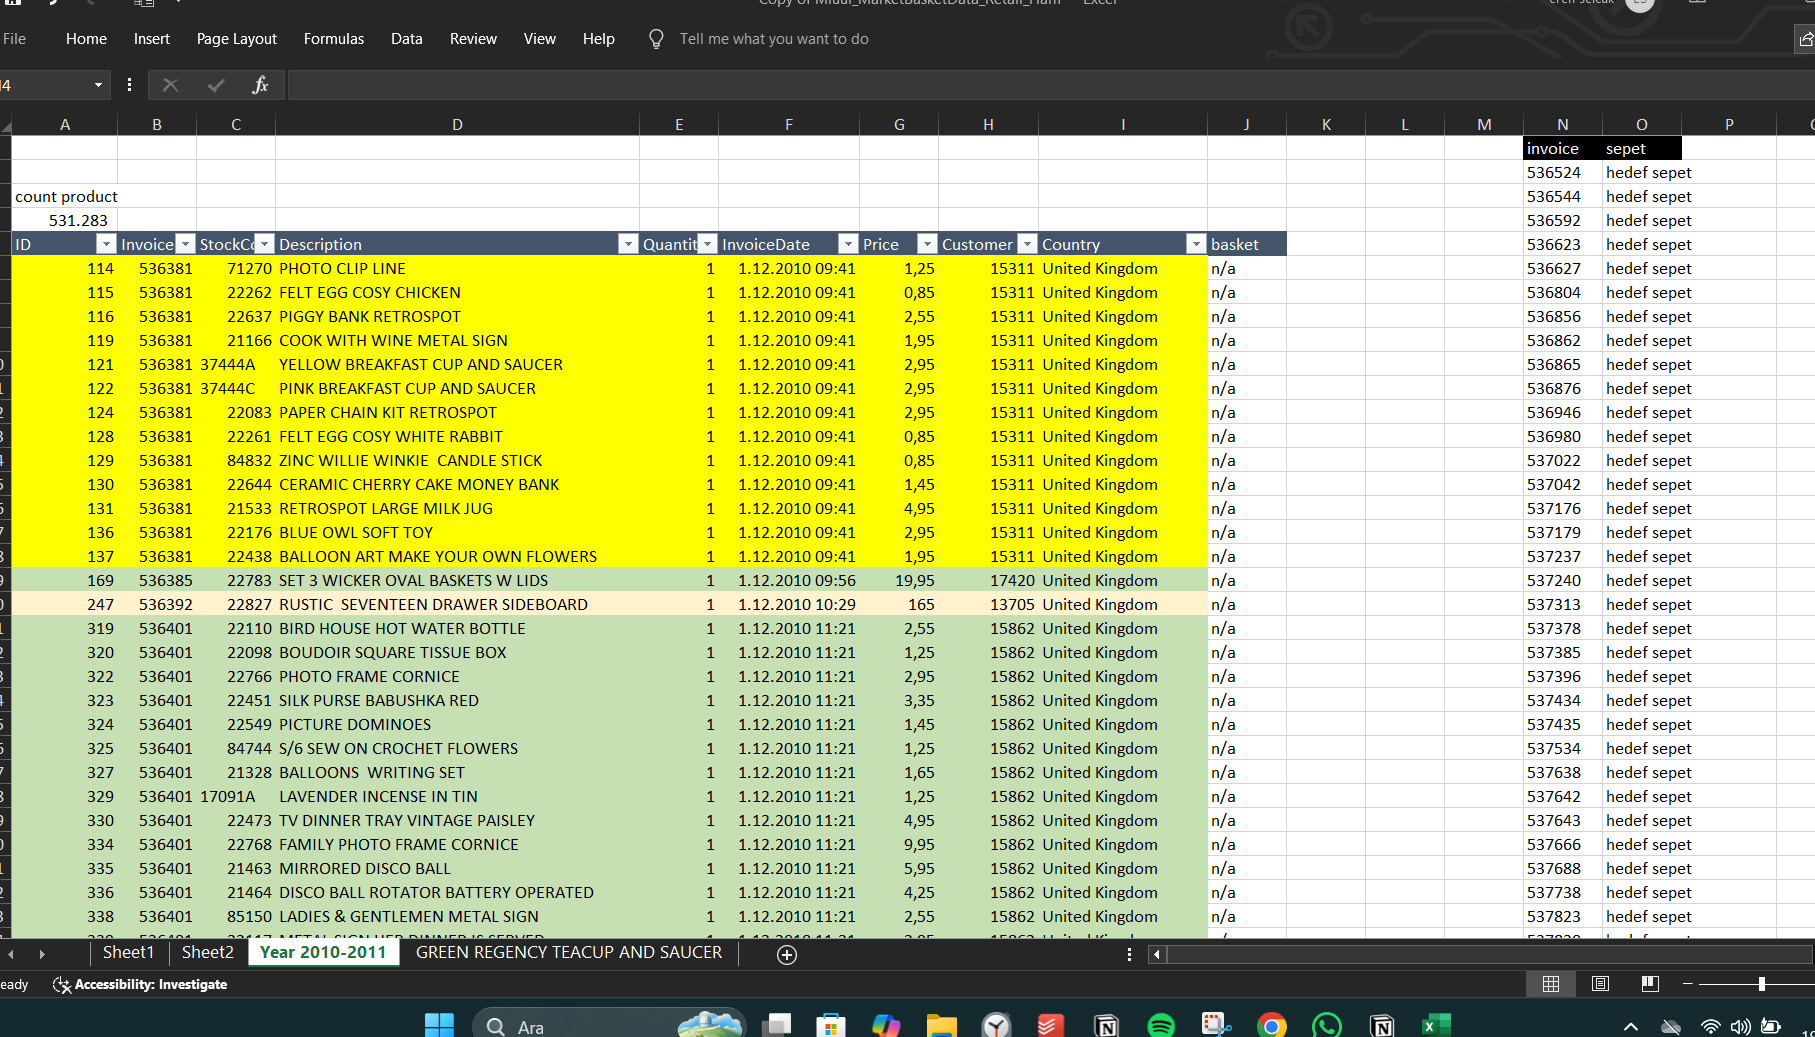 File Home Insert Page Layout Formulas Data Review View Help Tell me what you want to do
A B C D E F G H I J K L M N O P
invoice sepet
536524 hedef sepet
count product 536544 hedef sepet
531.283 536592 hedef sepet
ID Invoice StockCo Description Quantit InvoiceDate Price Customer Country basket 536623 hedef sepet
114 536381 71270 PHOTO CLIP LINE 1 1.12.2010 09:41 1,25 15311 United Kingdom n/a 536627 hedef sepet
115 536381 22262 FELT EGG COSY CHICKEN 1 1.12.2010 09:41 0,85 15311 United Kingdom n/a 536804 hedef sepet
116 536381 22637 PIGGY BANK RETROSPOT 1 1.12.2010 09:41 2,55 15311 United Kingdom n/a 536856 hedef sepet
119 536381 21166 COOK WITH WINE METAL SIGN 1 1.12.2010 09:41 1,95 15311 United Kingdom n/a 536862 hedef sepet
121 536381 37444A YELLOW BREAKFAST CUP AND SAUCER 1 1.12.2010 09:41 2,95 15311 United Kingdom n/a 536865 hedef sepet
122 536381 37444C PINK BREAKFAST CUP AND SAUCER 1 1.12.2010 09:41 2,95 15311 United Kingdom n/a 536876 hedef sepet
124 536381 22083 PAPER CHAIN KIT RETROSPOT 1 1.12.2010 09:41 2,95 15311 United Kingdom n/a 536946 hedef sepet
128 536381 22261 FELT EGG COSY WHITE RABBIT 1 1.12.2010 09:41 0,85 15311 United Kingdom n/a 536980 hedef sepet
129 536381 84832 ZINC WILLIE WINKIE  CANDLE STICK 1 1.12.2010 09:41 0,85 15311 United Kingdom n/a 537022 hedef sepet
130 536381 22644 CERAMIC CHERRY CAKE MONEY BANK 1 1.12.2010 09:41 1,45 15311 United Kingdom n/a 537042 hedef sepet
131 536381 21533 RETROSPOT LARGE MILK JUG 1 1.12.2010 09:41 4,95 15311 United Kingdom n/a 537176 hedef sepet
136 536381 22176 BLUE OWL SOFT TOY 1 1.12.2010 09:41 2,95 15311 United Kingdom n/a 537179 hedef sepet
137 536381 22438 BALLOON ART MAKE YOUR OWN FLOWERS 1 1.12.2010 09:41 1,95 15311 United Kingdom n/a 537237 hedef sepet
169 536385 22783 SET 3 WICKER OVAL BASKETS W LIDS 1 1.12.2010 09:56 19,95 17420 United Kingdom n/a 537240 hedef sepet
247 536392 22827 RUSTIC  SEVENTEEN DRAWER SIDEBOARD 1 1.12.2010 10:29 165 13705 United Kingdom n/a 537313 hedef sepet
319 536401 22110 BIRD HOUSE HOT WATER BOTTLE 1 1.12.2010 11:21 2,55 15862 United Kingdom n/a 537378 hedef sepet
320 536401 22098 BOUDOIR SQUARE TISSUE BOX 1 1.12.2010 11:21 1,25 15862 United Kingdom n/a 537385 hedef sepet
322 536401 22766 PHOTO FRAME CORNICE 1 1.12.2010 11:21 2,95 15862 United Kingdom n/a 537396 hedef sepet
323 536401 22451 SILK PURSE BABUSHKA RED 1 1.12.2010 11:21 3,35 15862 United Kingdom n/a 537434 hedef sepet
324 536401 22549 PICTURE DOMINOES 1 1.12.2010 11:21 1,45 15862 United Kingdom n/a 537435 hedef sepet
325 536401 84744 S/6 SEW ON CROCHET FLOWERS 1 1.12.2010 11:21 1,25 15862 United Kingdom n/a 537534 hedef sepet
327 536401 21328 BALLOONS  WRITING SET 1 1.12.2010 11:21 1,65 15862 United Kingdom n/a 537638 hedef sepet
329 536401 17091A LAVENDER INCENSE IN TIN 1 1.12.2010 11:21 1,25 15862 United Kingdom n/a 537642 hedef sepet
330 536401 22473 TV DINNER TRAY VINTAGE PAISLEY 1 1.12.2010 11:21 4,95 15862 United Kingdom n/a 537643 hedef sepet
334 536401 22768 FAMILY PHOTO FRAME CORNICE 1 1.12.2010 11:21 9,95 15862 United Kingdom n/a 537666 hedef sepet
335 536401 21463 MIRRORED DISCO BALL 1 1.12.2010 11:21 5,95 15862 United Kingdom n/a 537688 hedef sepet
336 536401 21464 DISCO BALL ROTATOR BATTERY OPERATED 1 1.12.2010 11:21 4,25 15862 United Kingdom n/a 537738 hedef sepet
338 536401 85150 LADIES & GENTLEMEN METAL SIGN 1 1.12.2010 11:21 2,55 15862 United Kingdom n/a 537823 hedef sepet
Sheet1 Sheet2 Year 2010-2011 GREEN REGENCY TEACUP AND SAUCER
eady Accessibility: Investigate
Ara